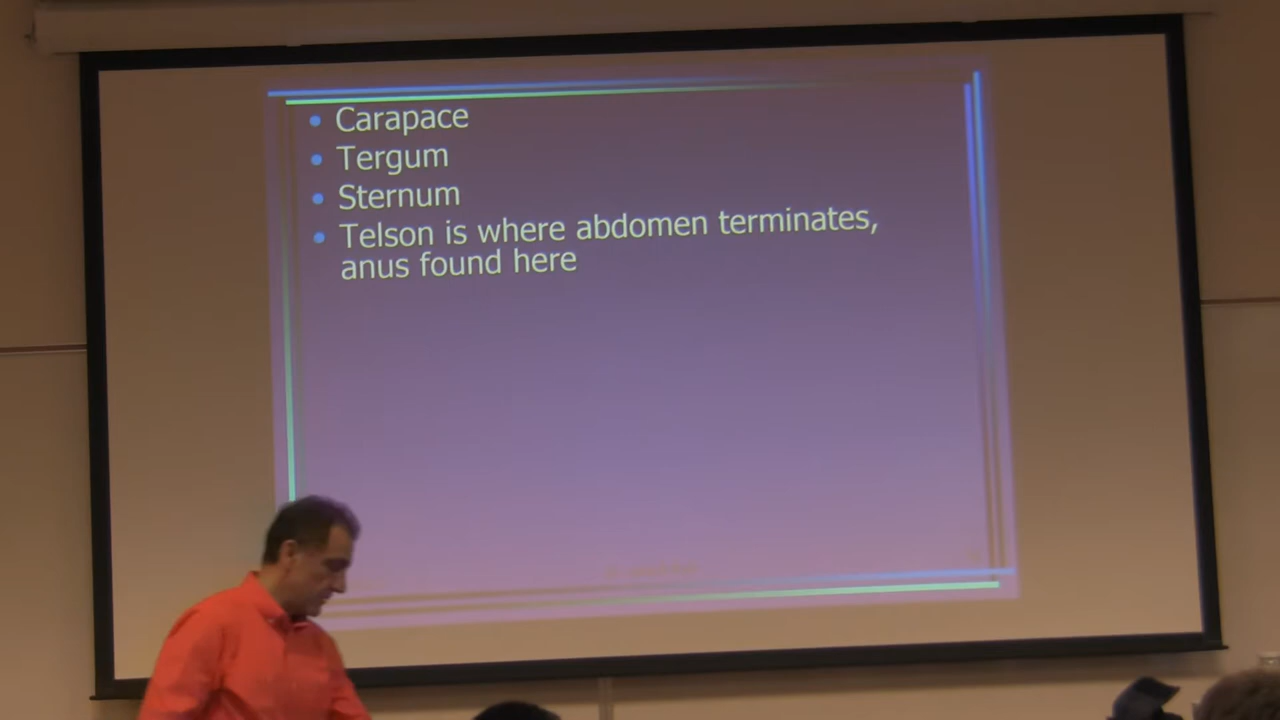 • Carapace
• Tergum
• Sternum
• Telson is where abdomen terminates,
anus found here